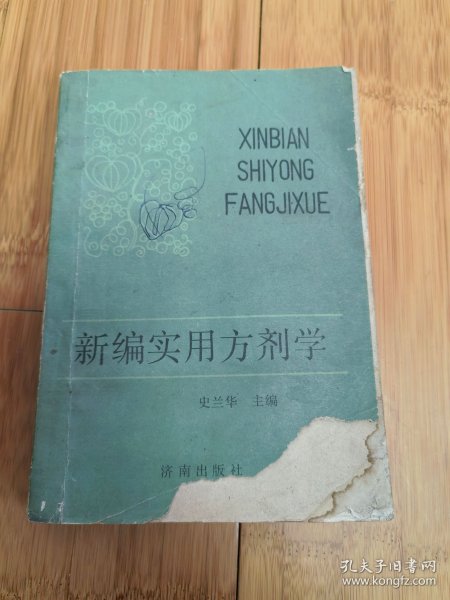 XINBIAN
SHIYONG
FANGJIXUE
新编实用方剂学
史兰华 主编
济南出版社
孔夫子旧书网
www.kongfz.com